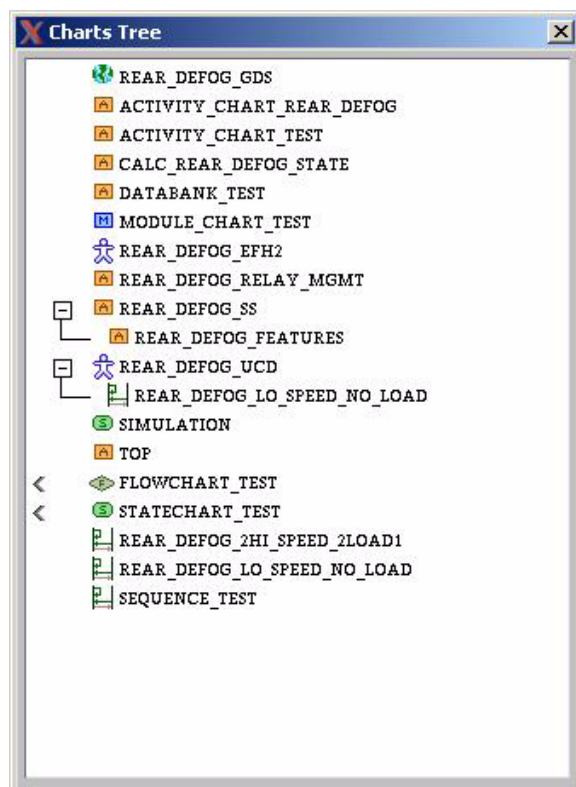 Charts Tree
REAR_DEFOG_GDS
A ACTIVITY_CHART_REAR_DEFOG
A ACTIVITY_CHART_TEST
A CALC_REAR_DEFOG_STATE
A DATABANK_TEST
M MODULE_CHART_TEST
REAR_DEFOG_EFH2
A REAR_DEFOG_RELAY_MGMT
A REAR_DEFOG_SS
A REAR_DEFOG_FEATURES
REAR_DEFOG_UCD
REAR_DEFOG_LO_SPEED_NO_LOAD
S SIMULATION
A TOP
F FLOWCHART_TEST
S STATECHART_TEST
REAR_DEFOG_2HI_SPEED_2LOAD1
REAR_DEFOG_LO_SPEED_NO_LOAD
SEQUENCE_TEST